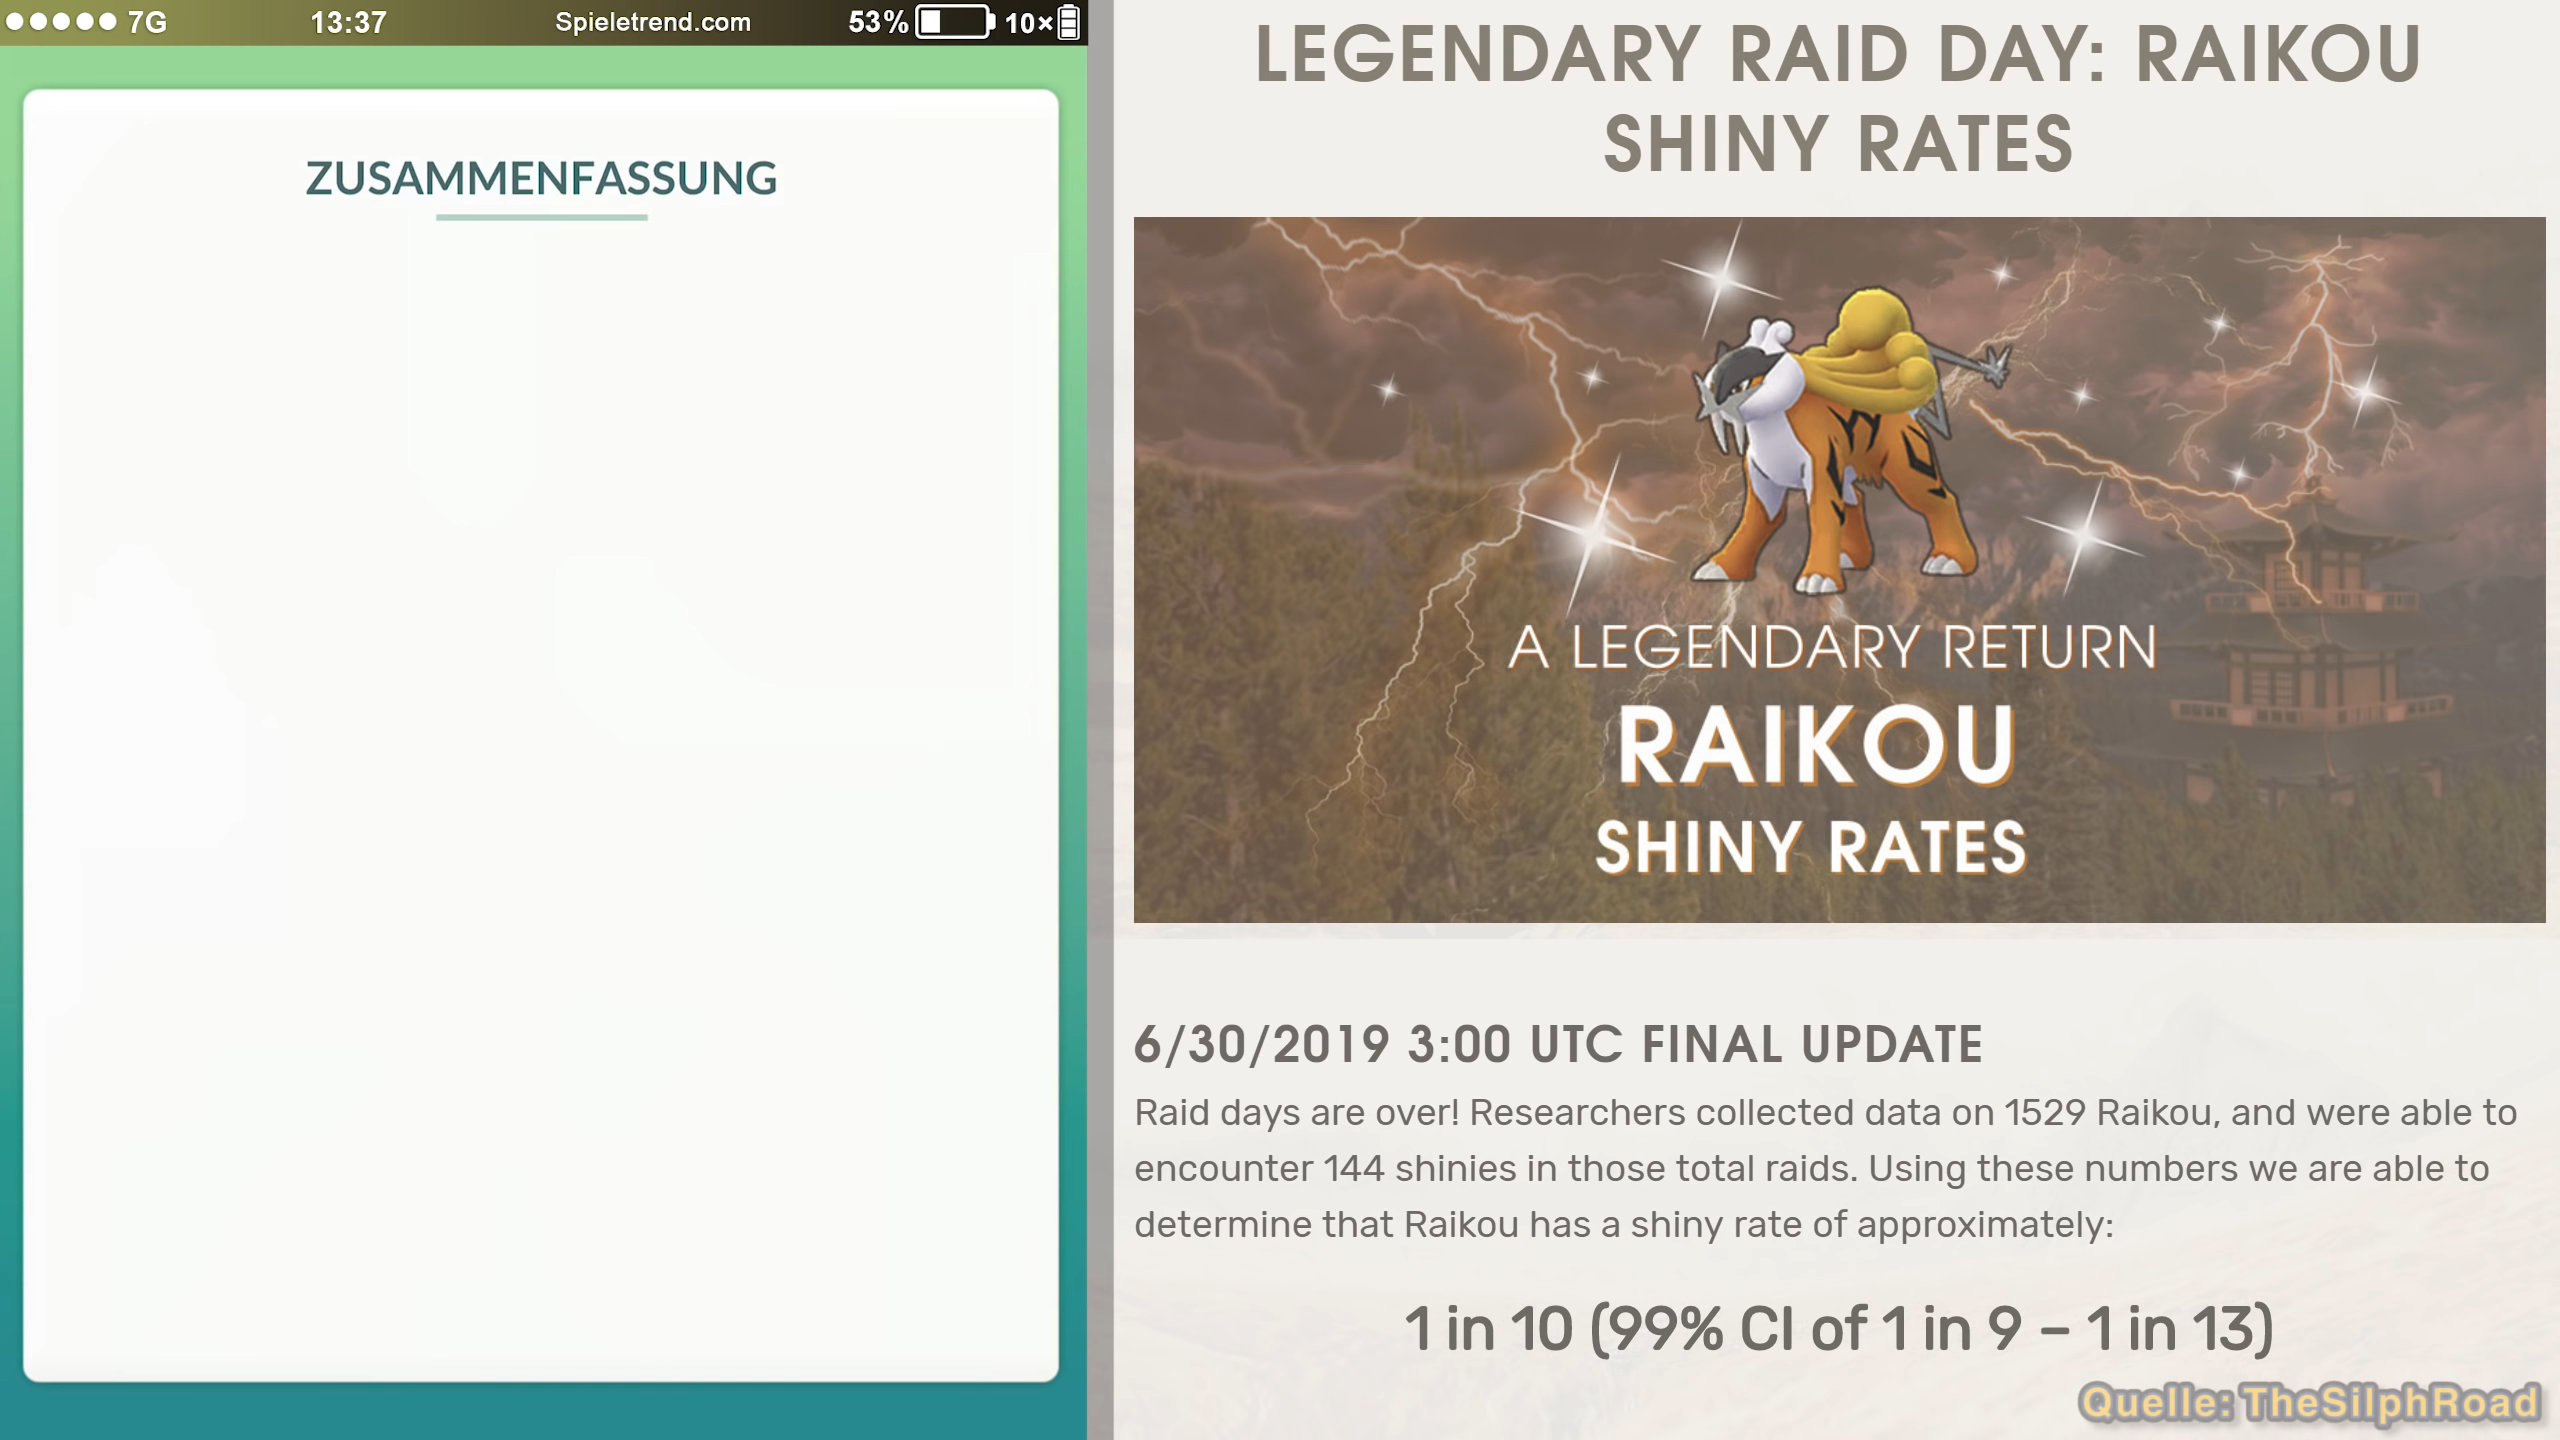 7G 13:37 Spieletrend.com 53% 10×
ZUSAMMENFASSUNG
LEGENDARY RAID DAY: RAIKOU
SHINY RATES
A LEGENDARY RETURN
RAIKOU
SHINY RATES
6/30/2019 3:00 UTC FINAL UPDATE
Raid days are over! Researchers collected data on 1529 Raikou, and were able to
encounter 144 shinies in those total raids. Using these numbers we are able to
determine that Raikou has a shiny rate of approximately:
1 in 10 (99% CI of 1 in 9 – 1 in 13)
Quelle: TheSilphRoad